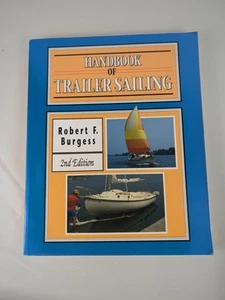 HANDBOOK
OF
TRAILER SAILING
Robert F.
Burgess
2nd Edition